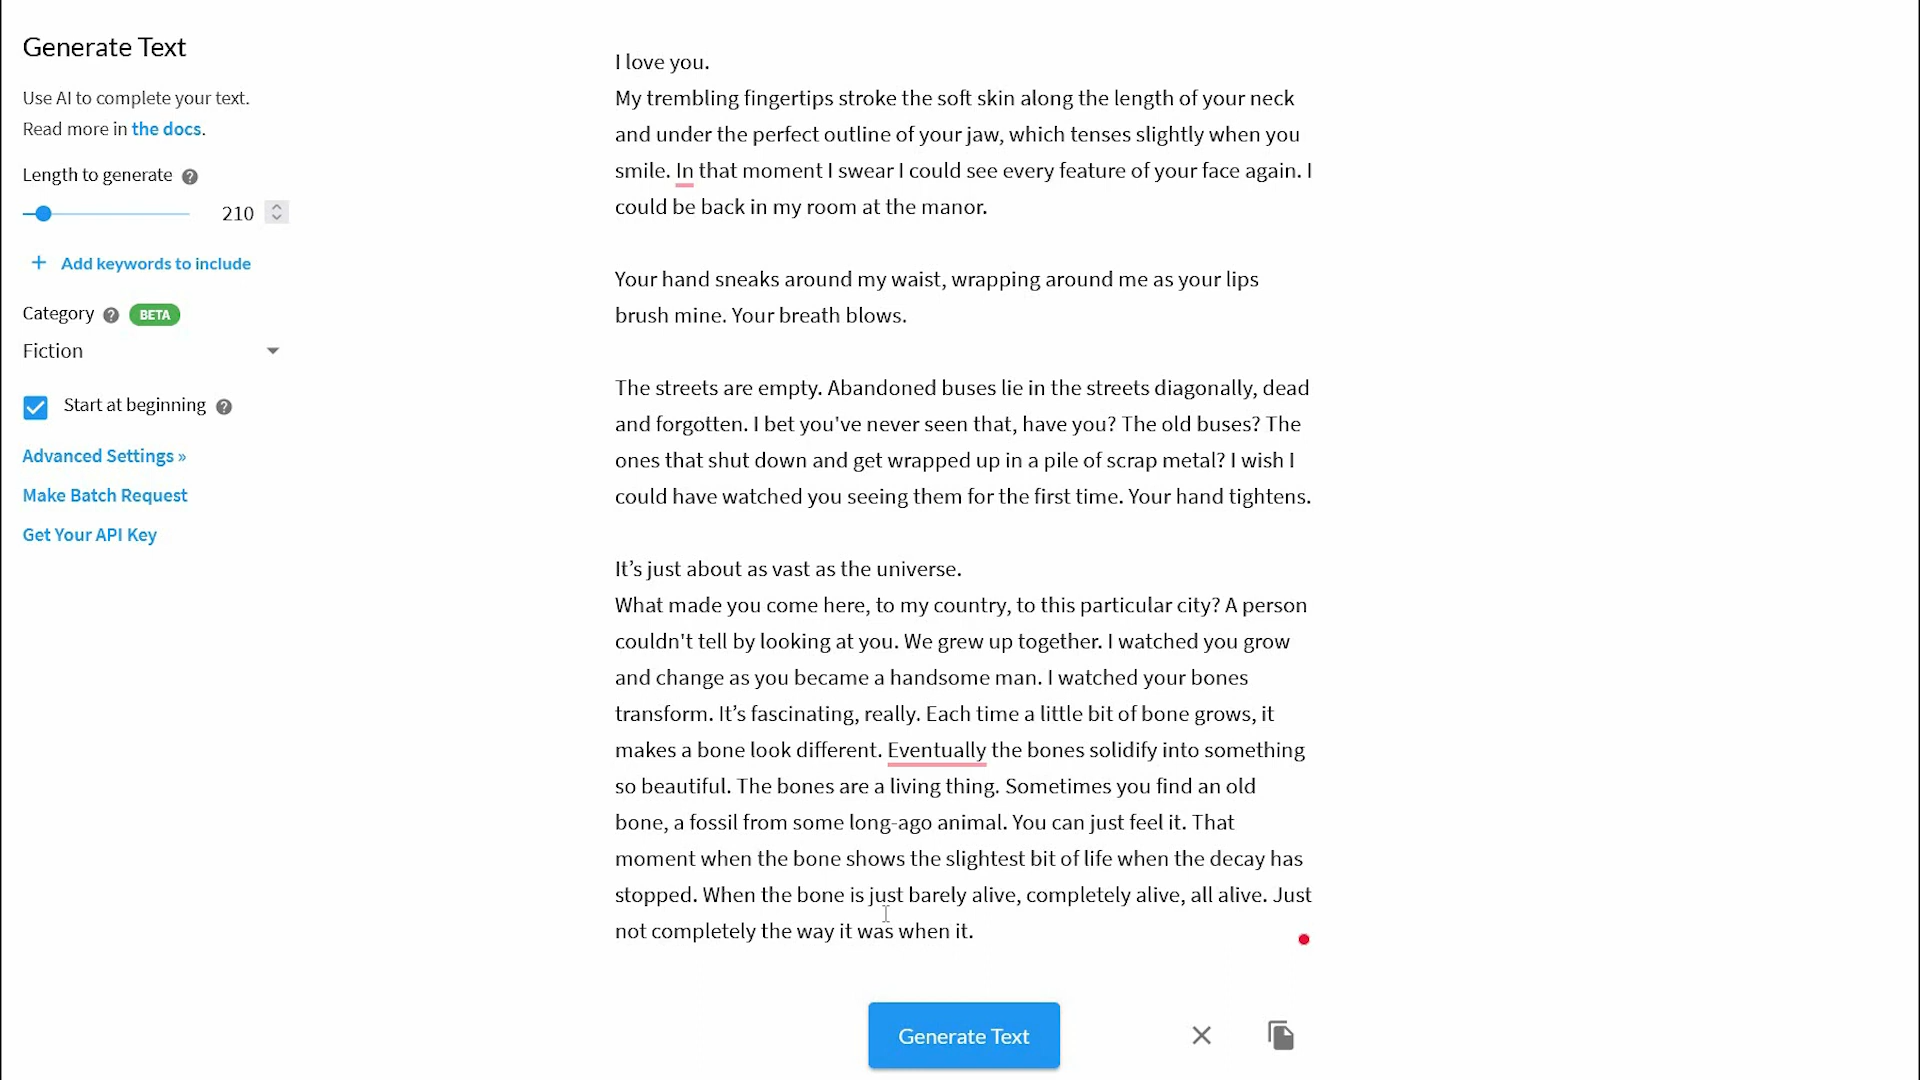 Generate Text
Use AI to complete your text.
Read more in the docs.
Length to generate
210
+ Add keywords to include
Category BETA
Fiction
Start at beginning
Advanced Settings »
Make Batch Request
Get Your API Key
I love you.
My trembling fingertips stroke the soft skin along the length of your neck
and under the perfect outline of your jaw, which tenses slightly when you
smile. In that moment I swear I could see every feature of your face again. I
could be back in my room at the manor.
Your hand sneaks around my waist, wrapping around me as your lips
brush mine. Your breath blows.
The streets are empty. Abandoned buses lie in the streets diagonally, dead
and forgotten. I bet you've never seen that, have you? The old buses? The
ones that shut down and get wrapped up in a pile of scrap metal? I wish I
could have watched you seeing them for the first time. Your hand tightens.
It’s just about as vast as the universe.
What made you come here, to my country, to this particular city? A person
couldn't tell by looking at you. We grew up together. I watched you grow
and change as you became a handsome man. I watched your bones
transform. It’s fascinating, really. Each time a little bit of bone grows, it
makes a bone look different. Eventually the bones solidify into something
so beautiful. The bones are a living thing. Sometimes you find an old
bone, a fossil from some long-ago animal. You can just feel it. That
moment when the bone shows the slightest bit of life when the decay has
stopped. When the bone is just barely alive, completely alive, all alive. Just
not completely the way it was when it.
Generate Text